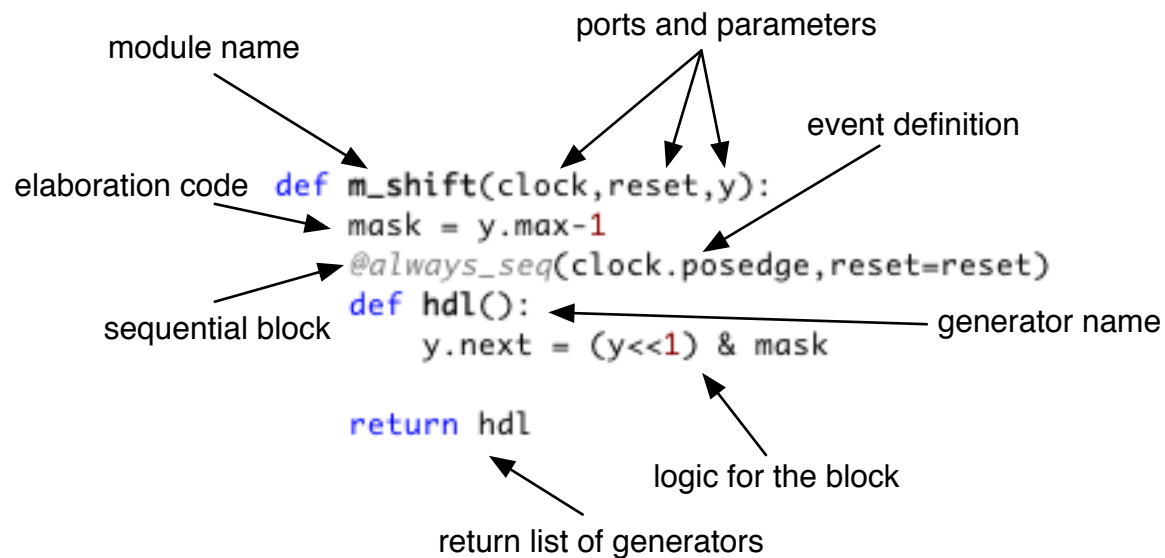 ports and parameters
module name
event definition
elaboration code
def m_shift(clock,reset,y):
mask = y.max-1
@always_seq(clock.posedge,reset=reset)
def hdl():
sequential block
generator name
y.next = (y<<1) & mask
return hdl
logic for the block
return list of generators